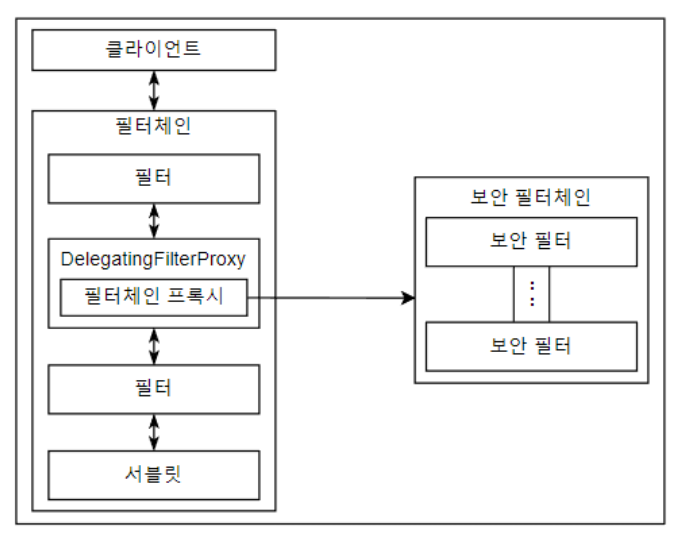 클라이언트
필터체인
필터
DelegatingFilterProxy
필터체인 프록시
필터
서블릿
보안 필터체인
보안 필터
⋮
보안 필터